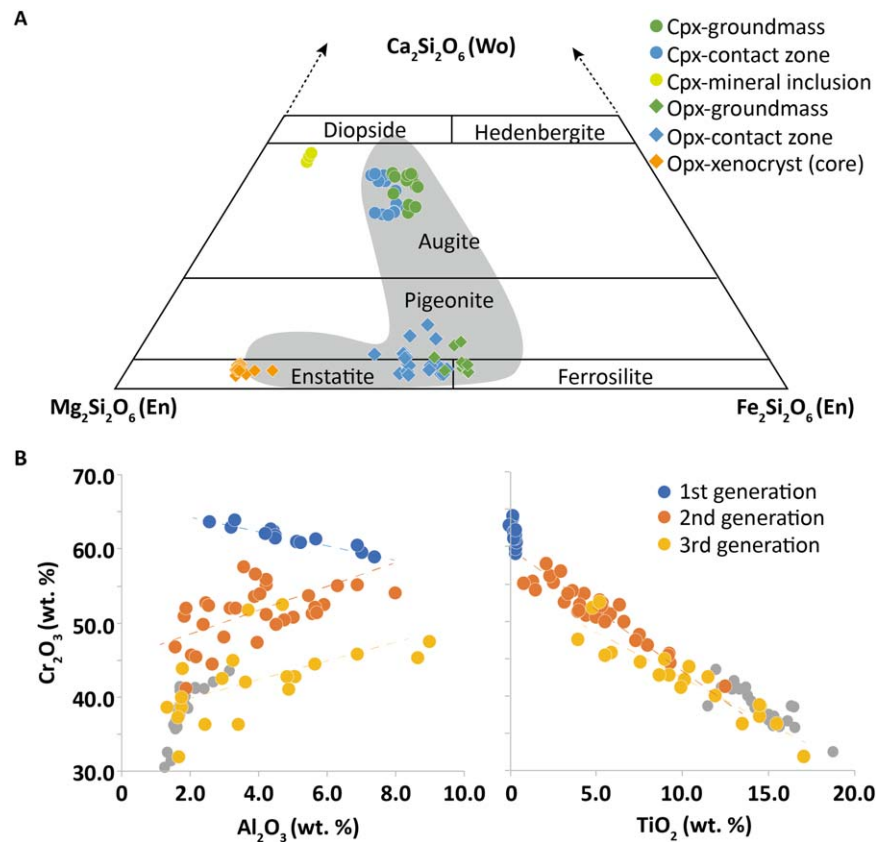 A
Ca₂Si₂O₆ (Wo)
Cpx-groundmass
Cpx-contact zone
Cpx-mineral inclusion
Opx-groundmass
Opx-contact zone
Opx-xenocryst (core)
Diopside
Hedenbergite
Augite
Pigeonite
Enstatite
Ferrosilite
Mg₂Si₂O₆ (En)
Fe₂Si₂O₆ (En)
B
Cr₂O₃ (wt. %)
70.0
60.0
50.0
40.0
30.0
0
2.0
4.0
6.0
8.0
10.0
Al₂O₃ (wt. %)
1st generation
2nd generation
3rd generation
0
5.0
10.0
15.0
20.0
TiO₂ (wt. %)